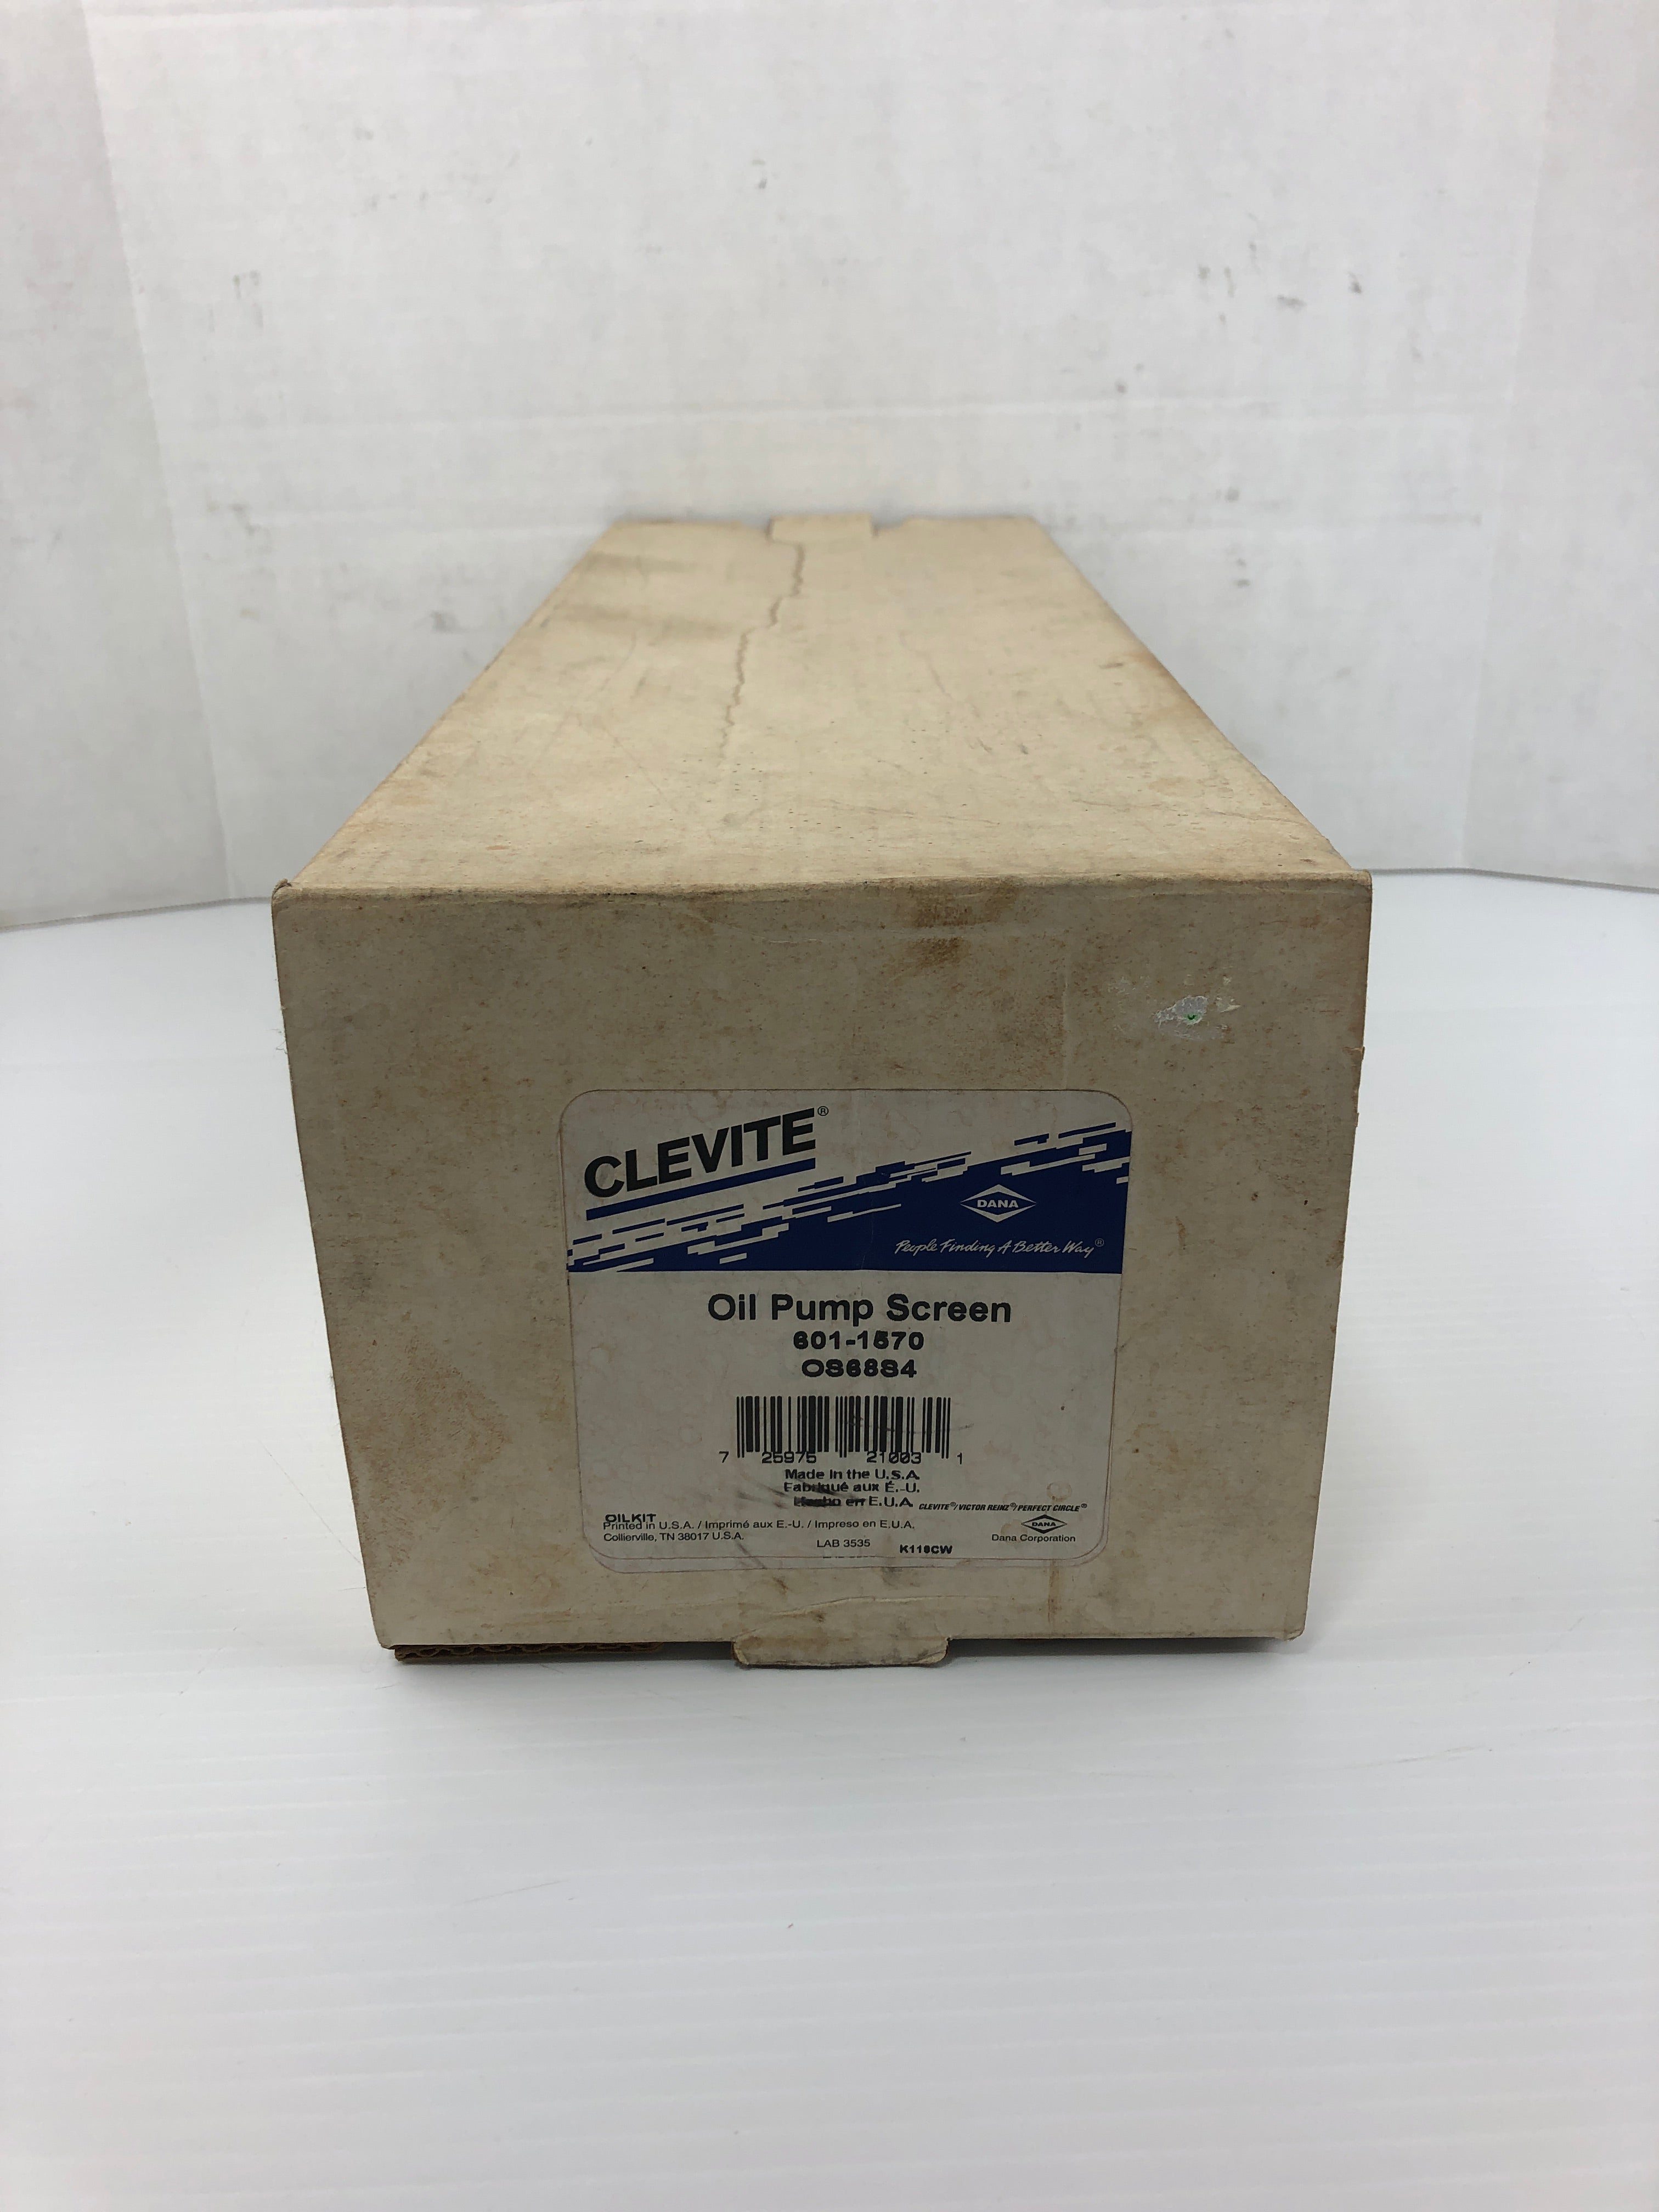 CLEVITE®
DANA
People Finding A Better Way®
Oil Pump Screen
601-1570
OS68S4
7 25975 21003 1
Made in the U.S.A.
Fabriqué aux É.-U.
Hecho en E.U.A.
CLEVITE®/VICTOR REINZ®/PERFECT CIRCLE®
OILKIT
Printed in U.S.A. / Imprimé aux E.-U. / Impreso en E.U.A.
Collierville, TN 38017 U.S.A.
DANA
Dana Corporation
LAB 3535
K118CW